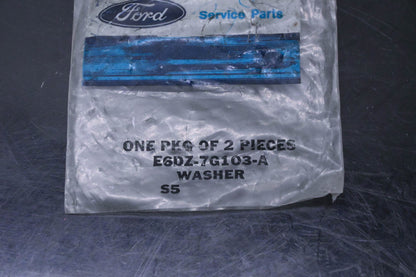 Ford
Service Parts
ONE PKG OF 2 PIECES
E6DZ-7G103-A
WASHER
S5